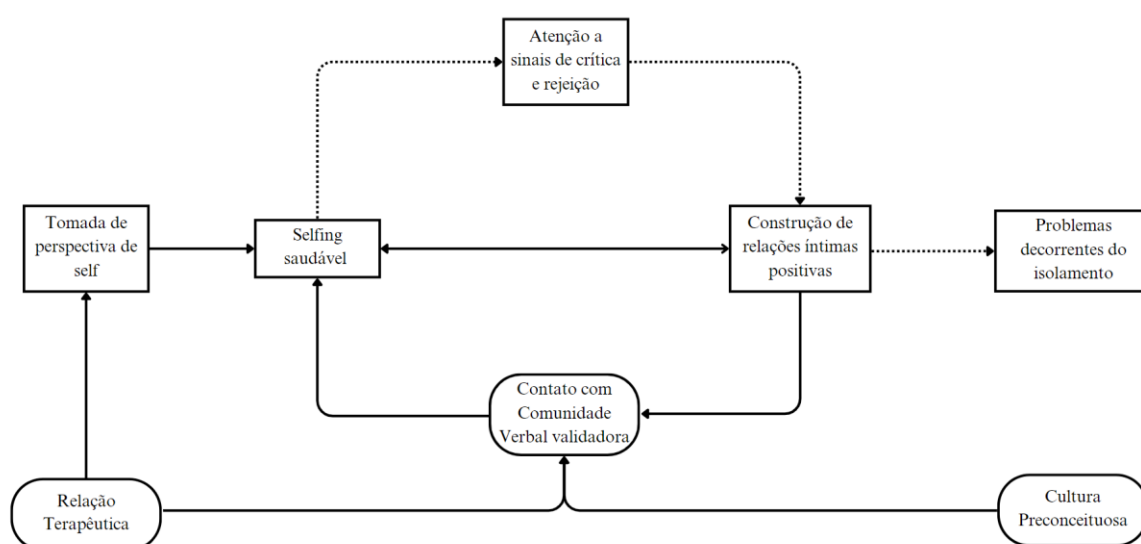 Atenção a
sinais de crítica
e rejeição
Tomada de
perspectiva de
self
Selfing
saudável
Construção de
relações íntimas
positivas
Problemas
decorrentes do
isolamento
Contato com
Comunidade
Verbal validadora
Relação
Terapêutica
Cultura
Preconceituosa